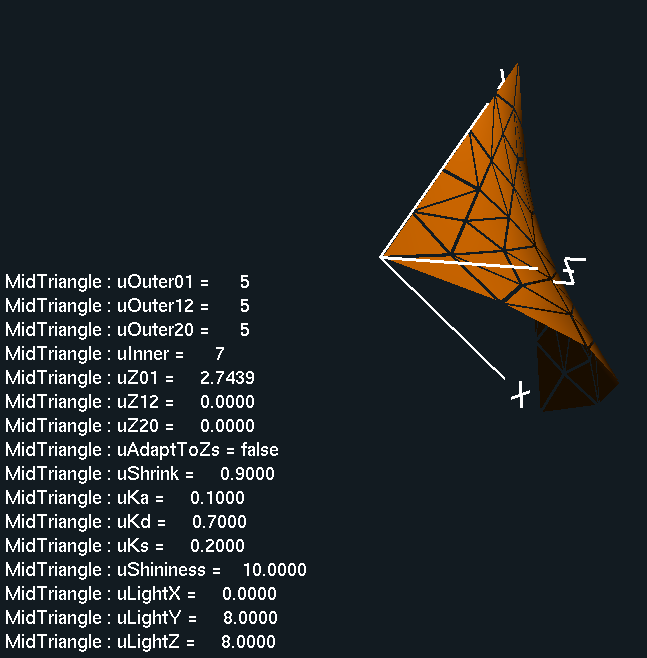 MidTriangle : uOuter01 = 5
MidTriangle : uOuter12 = 5
MidTriangle : uOuter20 = 5
MidTriangle : uInner = 7
MidTriangle : uZ01 = 2.7439
MidTriangle : uZ12 = 0.0000
MidTriangle : uZ20 = 0.0000
MidTriangle : uAdaptToZs = false
MidTriangle : uShrink = 0.9000
MidTriangle : uKa = 0.1000
MidTriangle : uKd = 0.7000
MidTriangle : uKs = 0.2000
MidTriangle : uShininess = 10.0000
MidTriangle : uLightX = 0.0000
MidTriangle : uLightY = 8.0000
MidTriangle : uLightZ = 8.0000
X